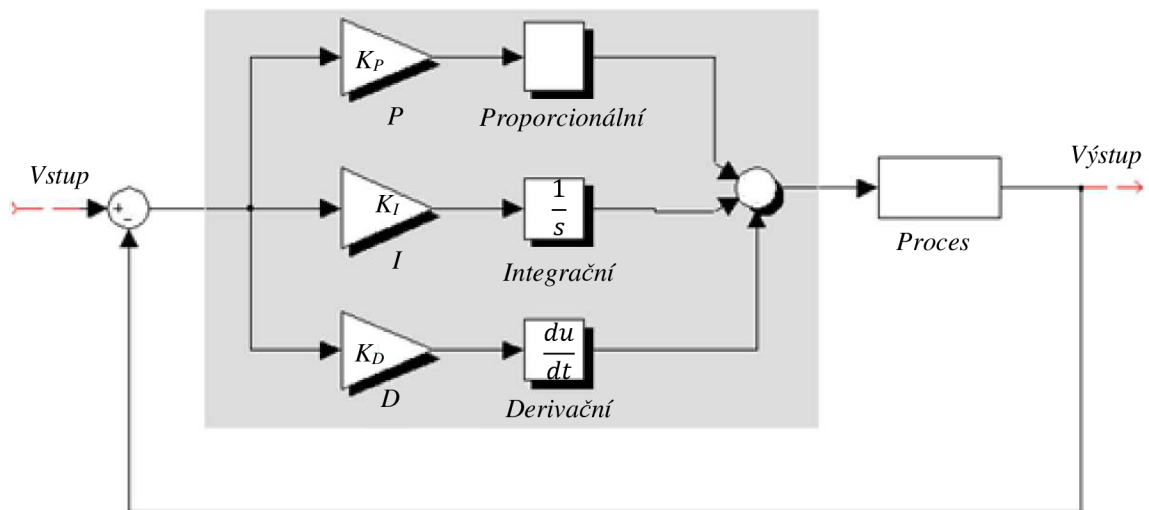 K_P
P
Proporcionální
Vstup
+
−
K_I
I
1
s
Integrační
K_D
D
du
dt
Derivační
Proces
Výstup